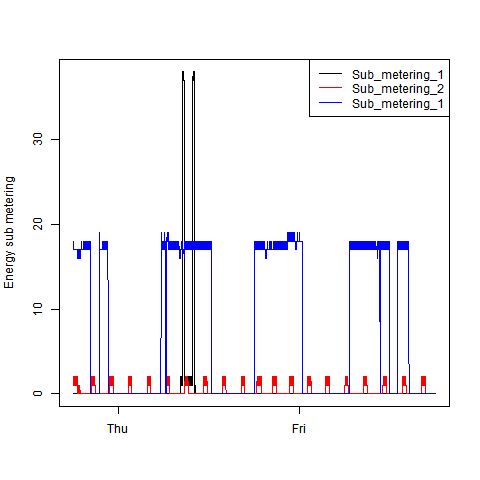 Sub_metering_1
Sub_metering_2
Sub_metering_1
Energy sub metering
30
20
10
0
Thu
Fri